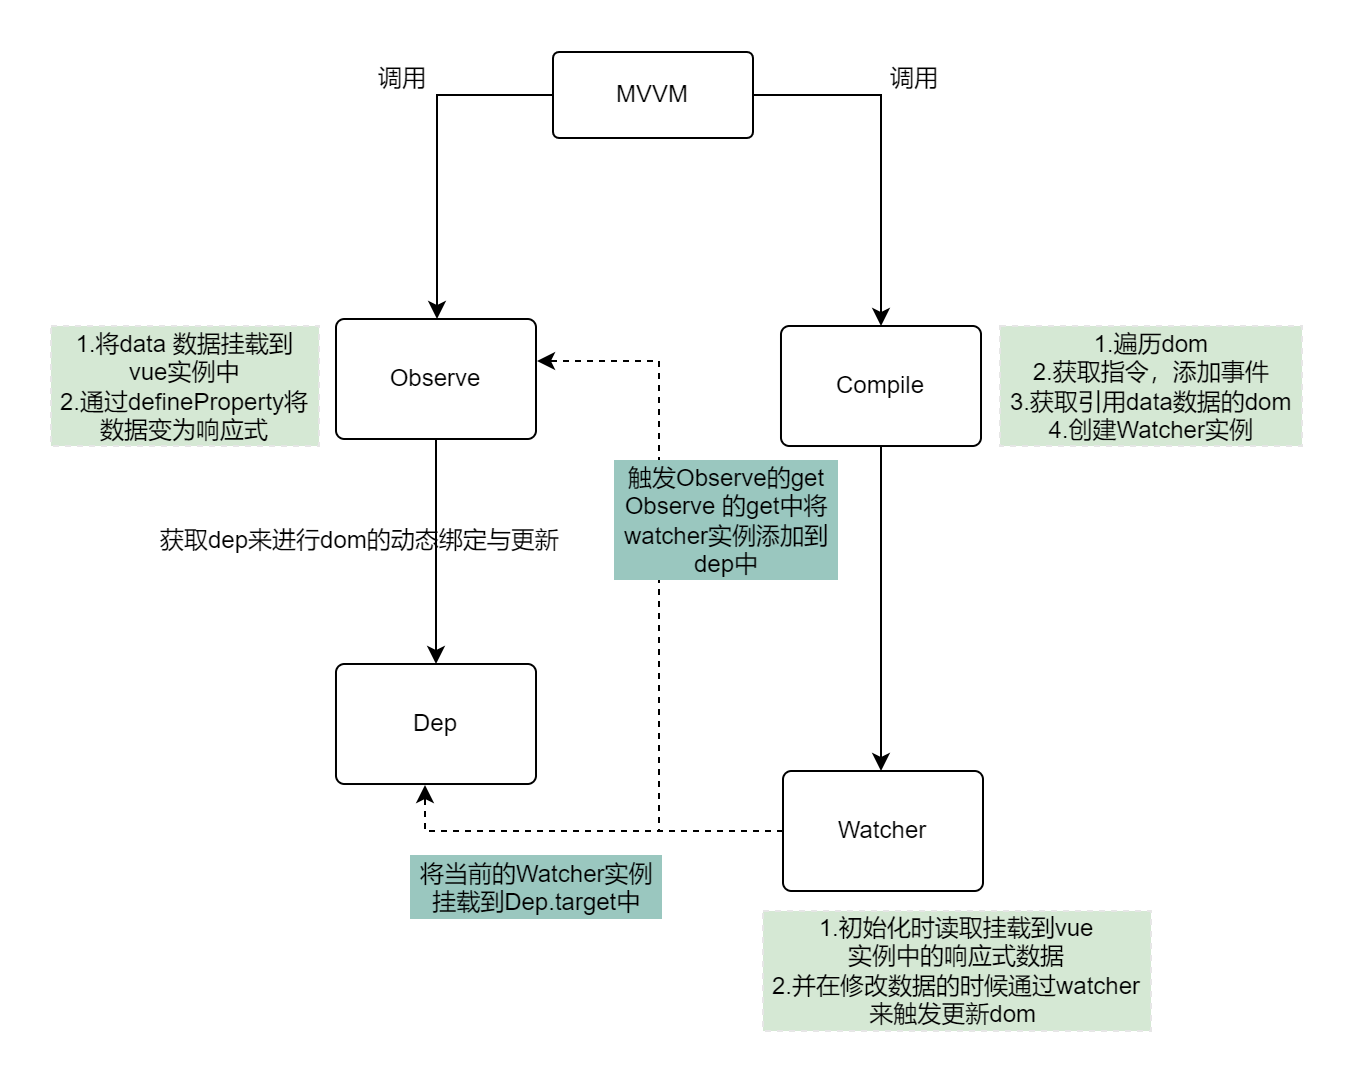 调用
MVVM
调用
1.将data 数据挂载到
vue实例中
2.通过defineProperty将
数据变为响应式
Observe
Compile
1.遍历dom
2.获取指令，添加事件
3.获取引用data数据的dom
4.创建Watcher实例
触发Observe的get
Observe 的get中将
watcher实例添加到
dep中
获取dep来进行dom的动态绑定与更新
Dep
Watcher
将当前的Watcher实例
挂载到Dep.target中
1.初始化时读取挂载到vue
实例中的响应式数据
2.并在修改数据的时候通过watcher
来触发更新dom